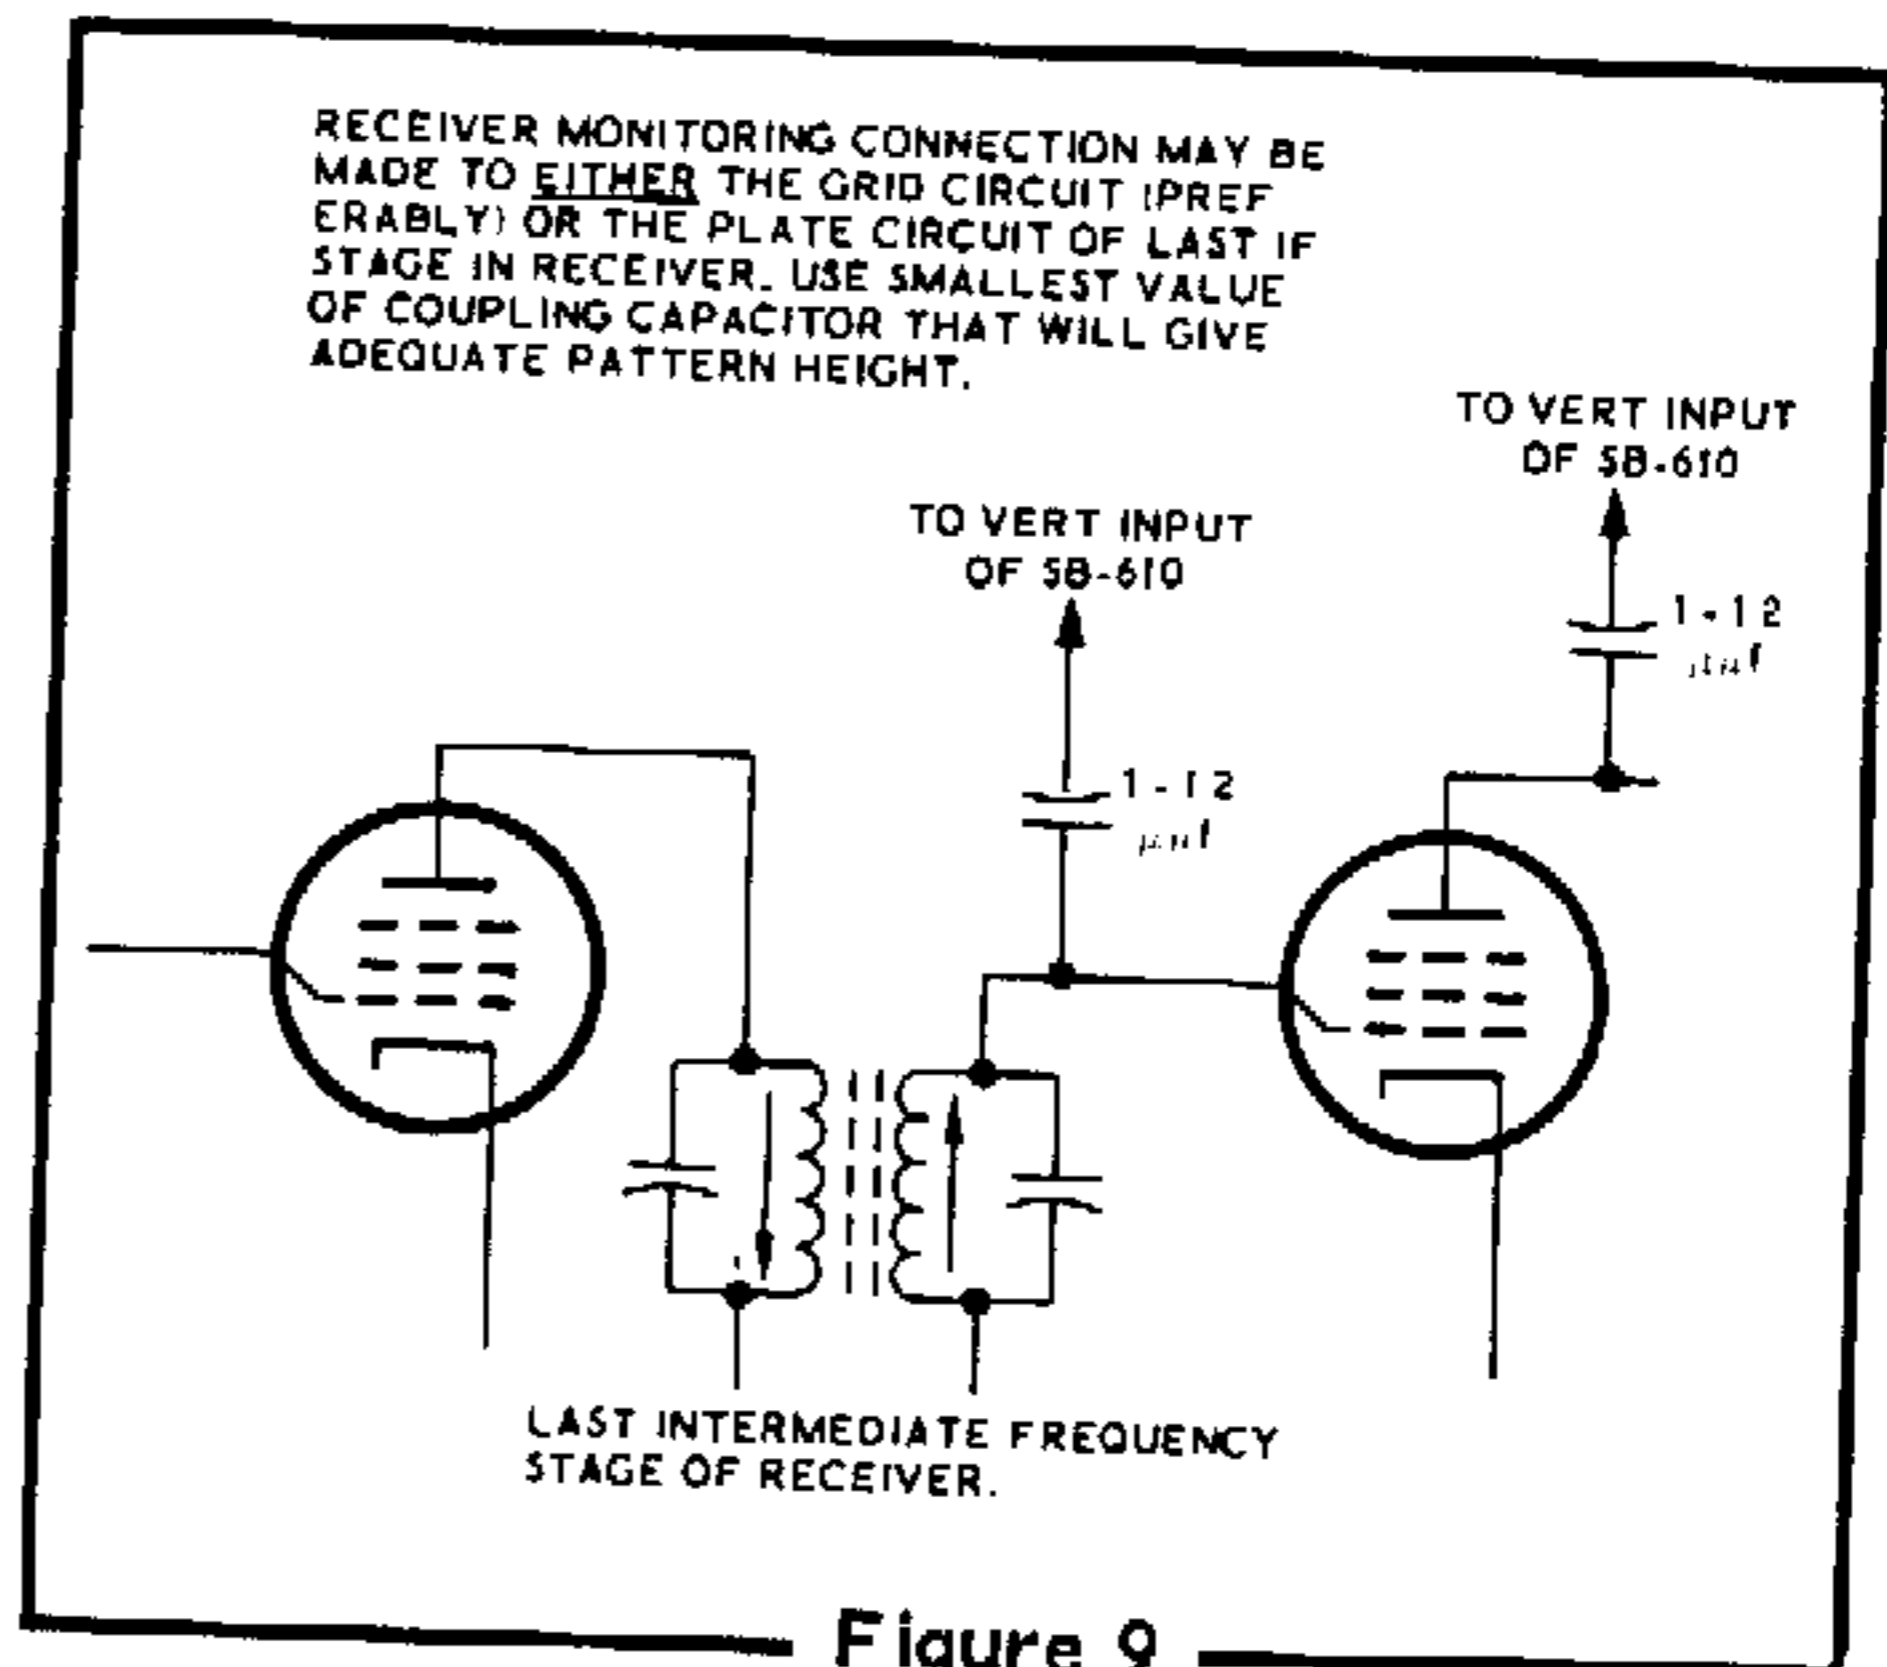 RECEIVER MONITORING CONNECTION MAY BE
MADE TO EITHER THE GRID CIRCUIT (PREF
ERABLY) OR THE PLATE CIRCUIT OF LAST IF
STAGE IN RECEIVER. USE SMALLEST VALUE
OF COUPLING CAPACITOR THAT WILL GIVE
ADEQUATE PATTERN HEIGHT.
TO VERT INPUT
OF SB-610
TO VERT INPUT
OF SB-610
1-12
μμf
1-12
μμf
LAST INTERMEDIATE FREQUENCY
STAGE OF RECEIVER.
Figure 9